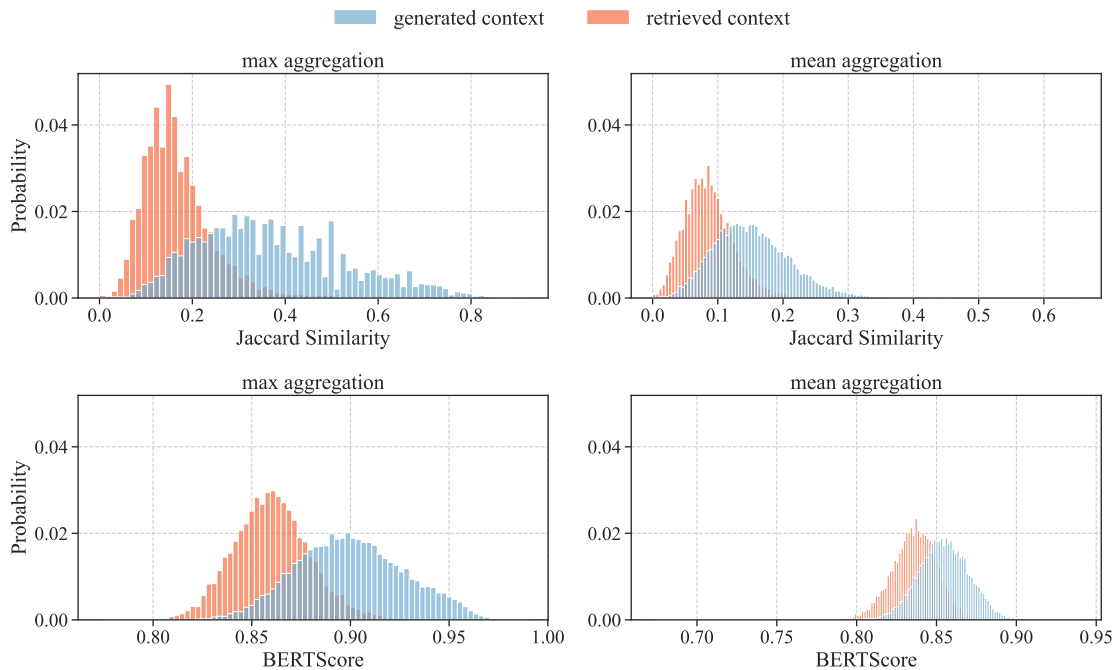 generated context
retrieved context
max aggregation
mean aggregation
Probability
0.04
0.02
0.00
0.04
0.02
0.00
0.0 0.2 0.4 0.6 0.8
0.0 0.1 0.2 0.3 0.4 0.5 0.6
Jaccard Similarity
Jaccard Similarity
max aggregation
mean aggregation
Probability
0.04
0.02
0.00
0.04
0.02
0.00
0.80 0.85 0.90 0.95 1.00
0.70 0.75 0.80 0.85 0.90 0.95
BERTScore
BERTScore